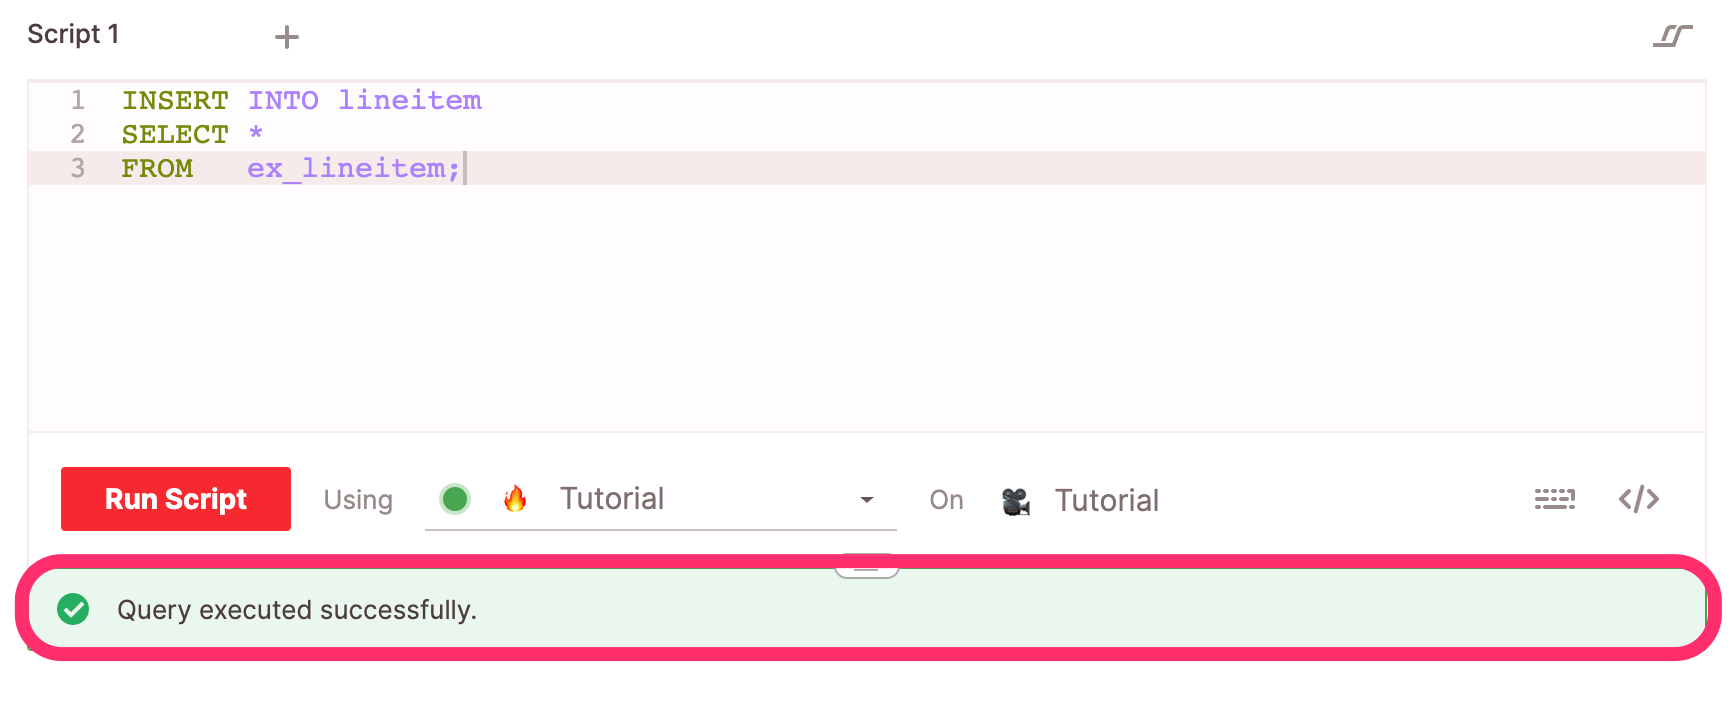 Script 1
1 INSERT INTO lineitem
2 SELECT *
3 FROM   ex_lineitem;
Run Script Using Tutorial On Tutorial
Query executed successfully.